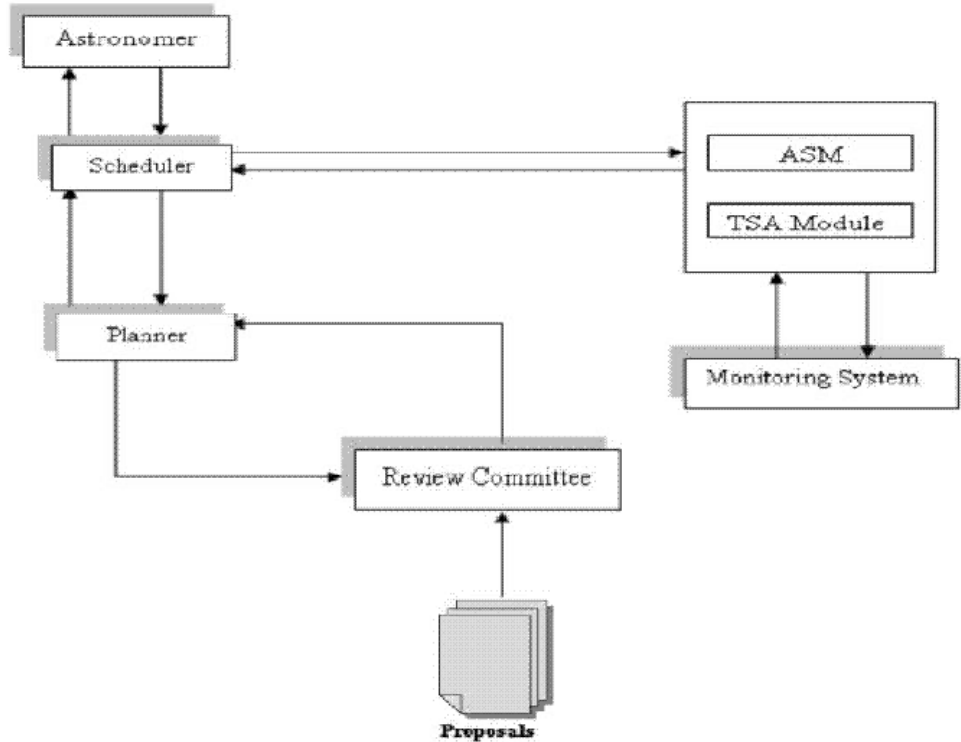 Astronomer
Scheduler
ASM
TSA Module
Planner
Monitoring System
Review Committee
Proposals